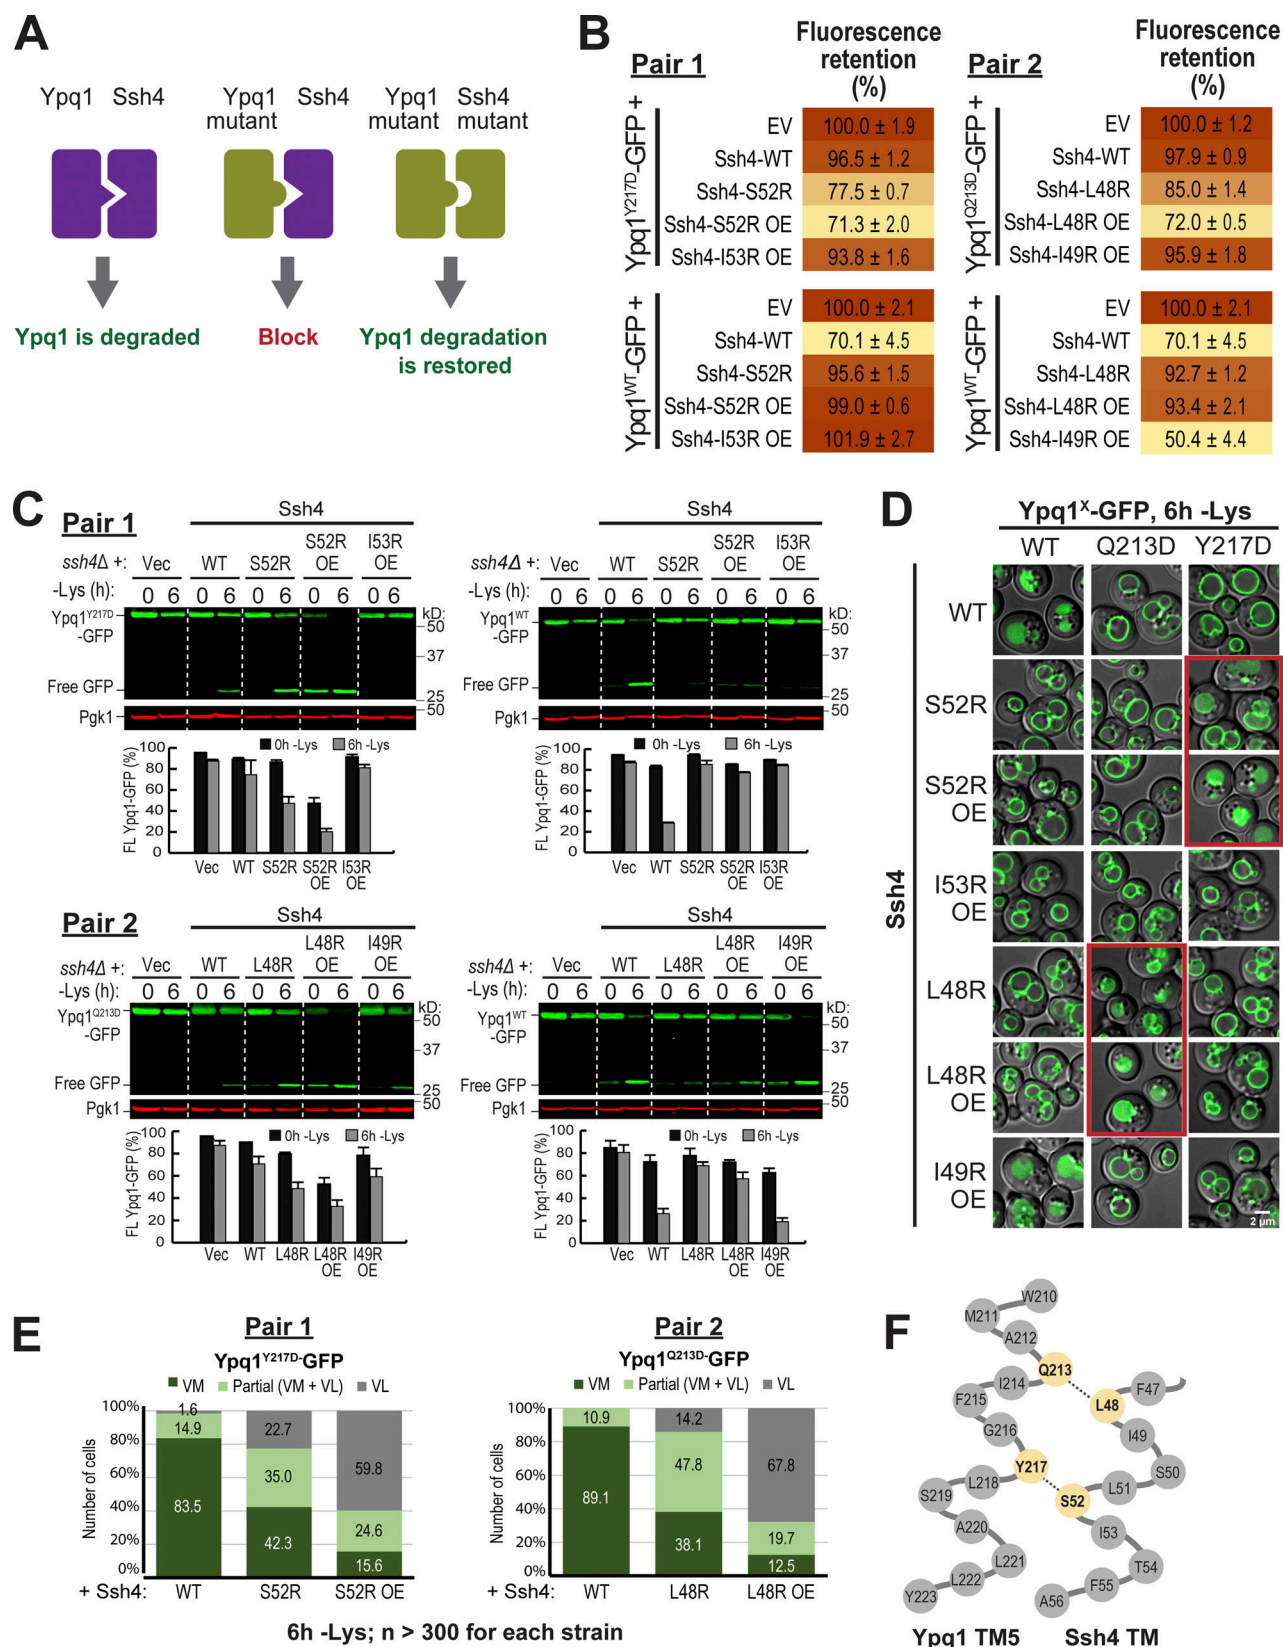 A
Ypq1 Ssh4
Ypq1 mutant Ssh4
Ypq1 mutant Ssh4 mutant
Ypq1 is degraded
Block
Ypq1 degradation is restored
B
Pair 1
Fluorescence retention (%)
Ypq1Y217D-GFP +
EV 100.0 ± 1.9
Ssh4-WT 96.5 ± 1.2
Ssh4-S52R 77.5 ± 0.7
Ssh4-S52R OE 71.3 ± 2.0
Ssh4-I53R OE 93.8 ± 1.6
Ypq1WT-GFP +
EV 100.0 ± 2.1
Ssh4-WT 70.1 ± 4.5
Ssh4-S52R 95.6 ± 1.5
Ssh4-S52R OE 99.0 ± 0.6
Ssh4-I53R OE 101.9 ± 2.7
Pair 2
Fluorescence retention (%)
Ypq1Q213D-GFP +
EV 100.0 ± 1.2
Ssh4-WT 97.9 ± 0.9
Ssh4-L48R 85.0 ± 1.4
Ssh4-L48R OE 72.0 ± 0.5
Ssh4-I49R OE 95.9 ± 1.8
Ypq1WT-GFP +
EV 100.0 ± 2.1
Ssh4-WT 70.1 ± 4.5
Ssh4-L48R 92.7 ± 1.2
Ssh4-L48R OE 93.4 ± 2.1
Ssh4-I49R OE 50.4 ± 4.4
C
Pair 1
Ssh4
ssh4Δ +: Vec WT S52R S52R OE I53R OE
-Lys (h): 0 6 0 6 0 6 0 6 0 6 kD:
Ypq1Y217D -GFP
50
37
Free GFP
25
50
Pgk1
0h -Lys 6h -Lys
FL Ypq1-GFP (%)
100
80
60
40
20
0
Vec WT S52R S52R OE I53R OE
Ssh4
ssh4Δ +: Vec WT S52R S52R OE I53R OE
-Lys (h): 0 6 0 6 0 6 0 6 0 6 kD:
Ypq1WT -GFP
50
37
Free GFP
25
50
Pgk1
0h -Lys 6h -Lys
FL Ypq1-GFP (%)
100
80
60
40
20
0
Vec WT S52R S52R OE I53R OE
Pair 2
Ssh4
ssh4Δ +: Vec WT L48R L48R OE I49R OE
-Lys (h): 0 6 0 6 0 6 0 6 0 6 kD:
Ypq1Q213D -GFP
50
37
Free GFP
25
50
Pgk1
0h -Lys 6h -Lys
FL Ypq1-GFP (%)
100
80
60
40
20
0
Vec WT L48R L48R OE I49R OE
Ssh4
ssh4Δ +: Vec WT L48R L48R OE I49R OE
-Lys (h): 0 6 0 6 0 6 0 6 0 6 kD:
Ypq1WT -GFP
50
37
Free GFP
25
50
Pgk1
0h -Lys 6h -Lys
FL Ypq1-GFP (%)
100
80
60
40
20
0
Vec WT L48R L48R OE I49R OE
D
Ypq1X-GFP, 6h -Lys
WT Q213D Y217D
Ssh4
WT
S52R
S52R OE
I53R OE
L48R
L48R OE
I49R OE
2 µm
E
Pair 1
Ypq1Y217D-GFP
VM Partial (VM + VL) VL
Number of cells
100%
80%
60%
40%
20%
0%
1.6
14.9
83.5
22.7
35.0
42.3
59.8
24.6
15.6
+ Ssh4: WT S52R S52R OE
Pair 2
Ypq1Q213D-GFP
VM Partial (VM + VL) VL
Number of cells
100%
80%
60%
40%
20%
0%
10.9
89.1
14.2
47.8
38.1
67.8
19.7
12.5
+ Ssh4: WT L48R L48R OE
6h -Lys; n > 300 for each strain
F
W210
M211
A212
Q213
I214
F215
G216
Y217
L218
S219
A220
L221
L222
Y223
F47
L48
I49
S50
L51
S52
I53
T54
F55
A56
Ypq1 TM5 Ssh4 TM